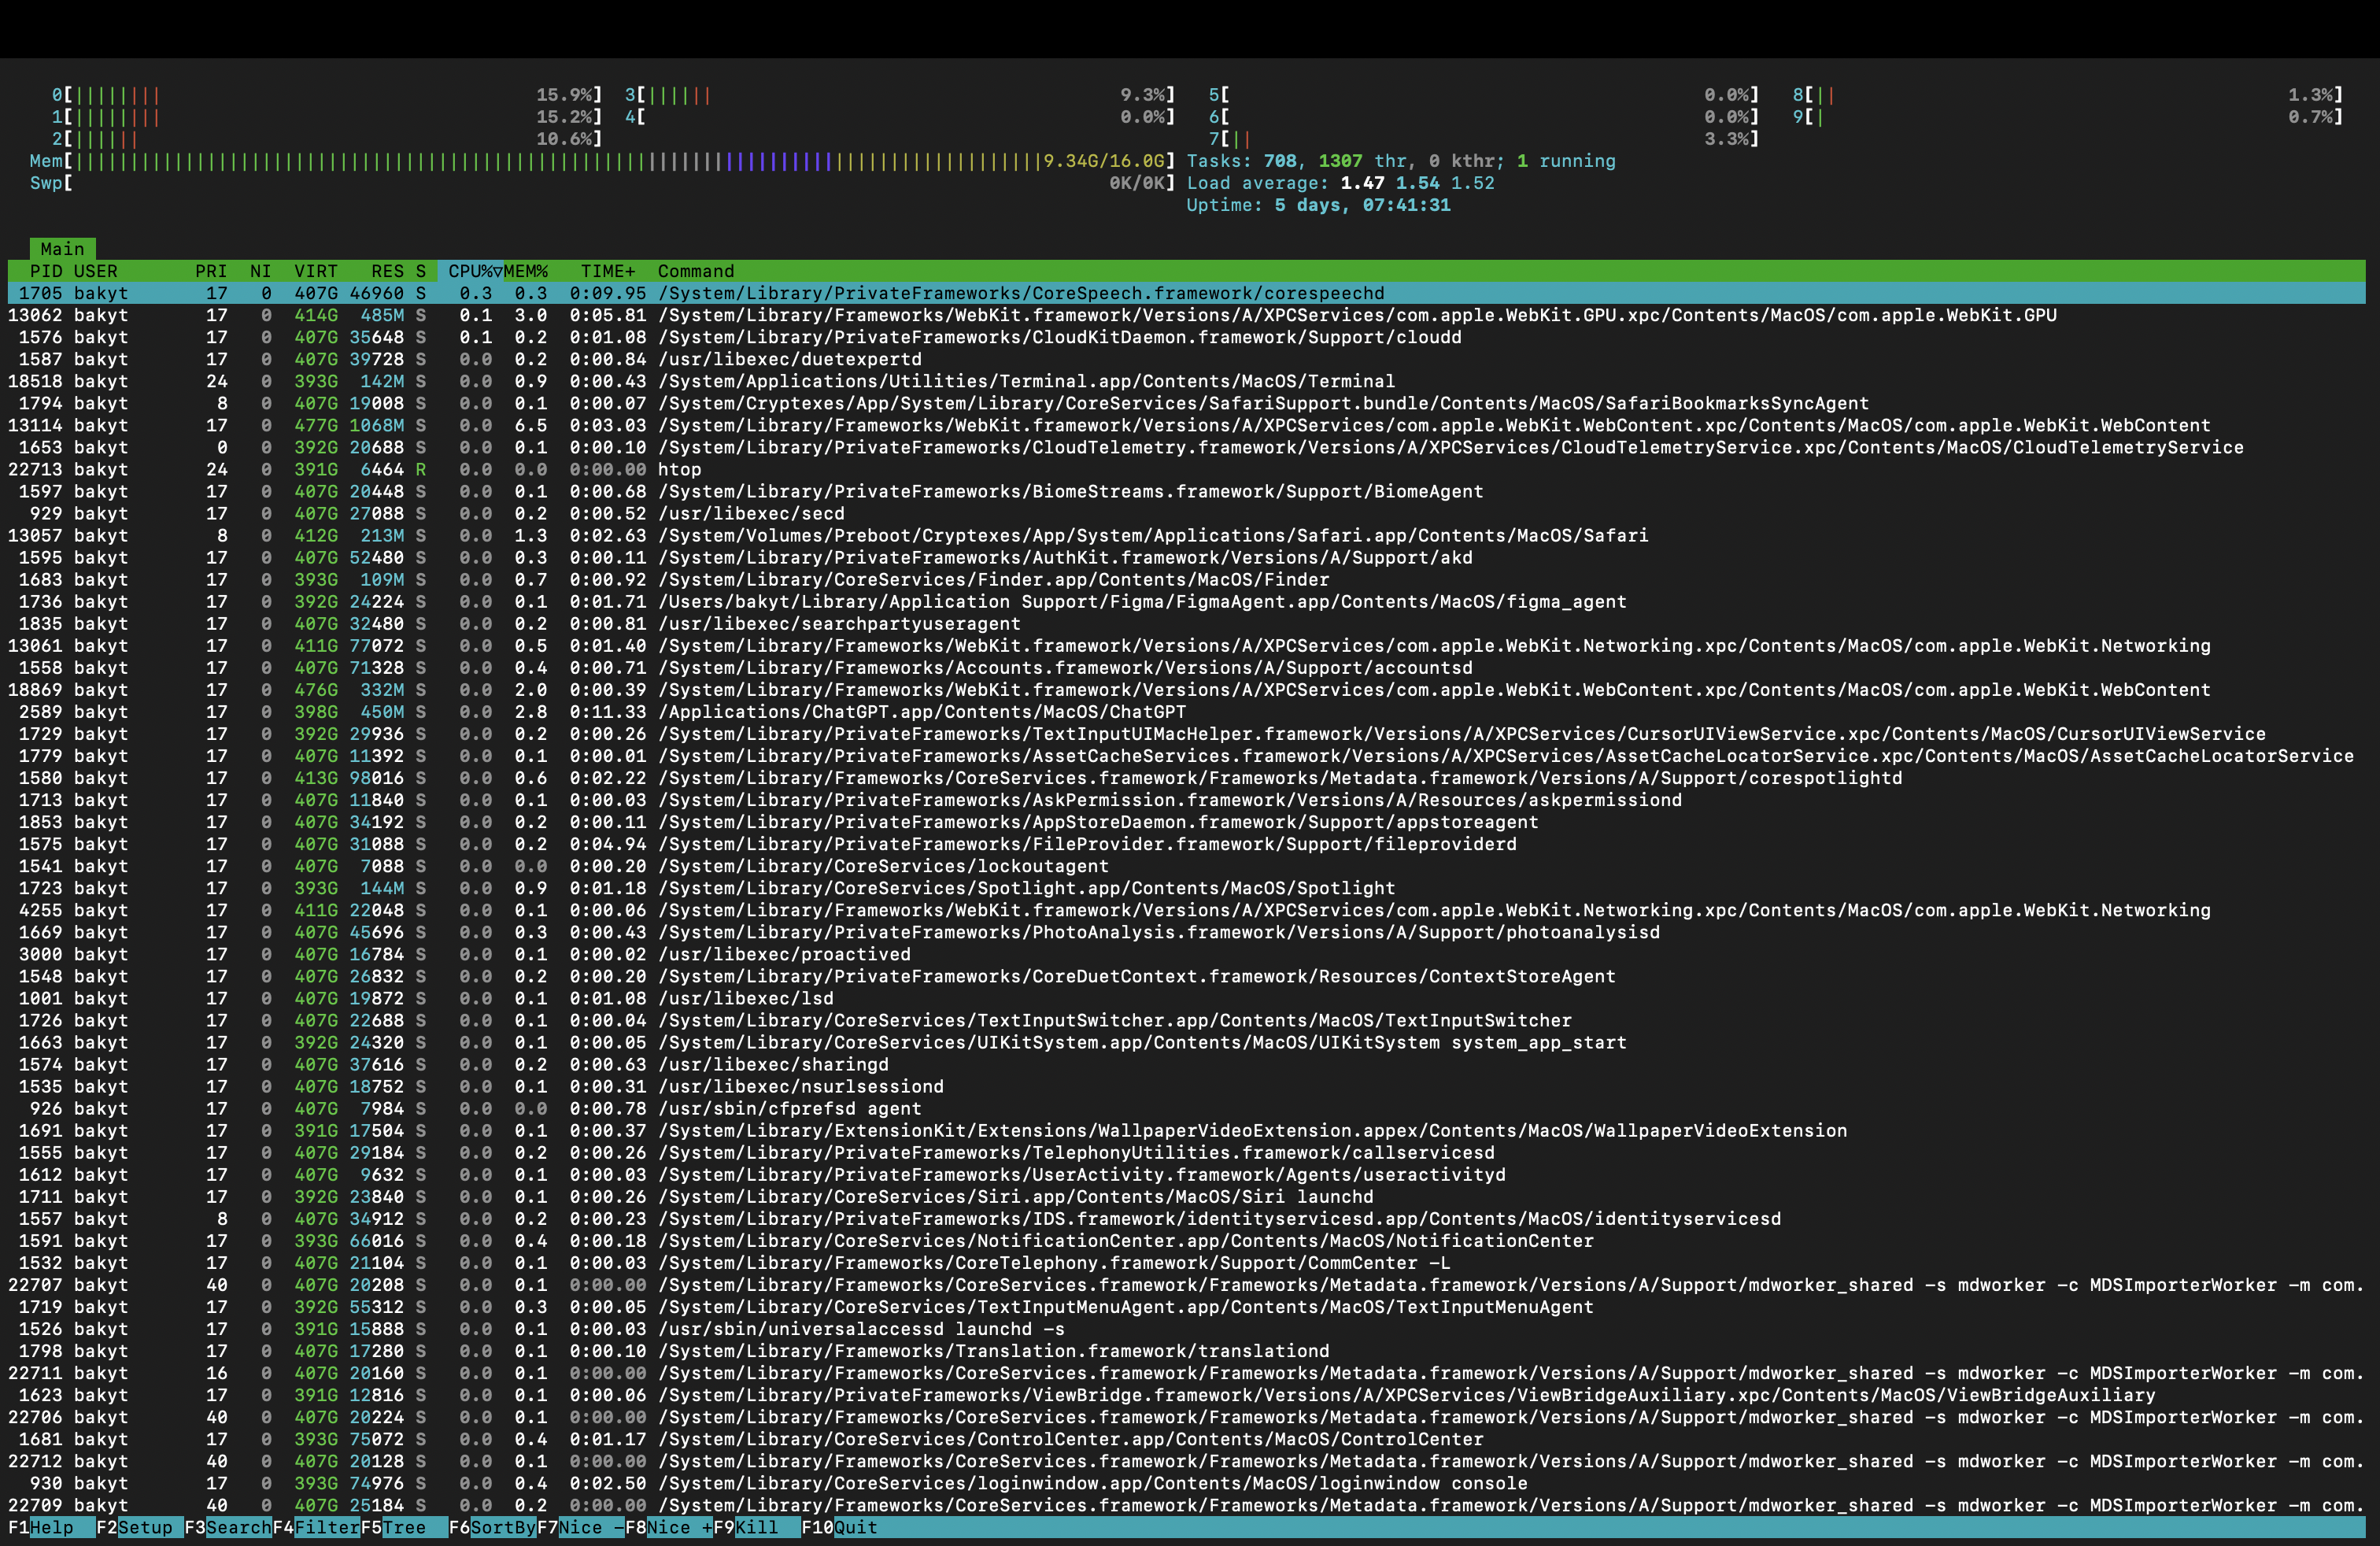 0[|||||||| 15.9%] 3[|||||| 9.3%] 5[ 0.0%] 8[|| 1.3%]
1[|||||||| 15.2%] 4[ 0.0%] 6[ 0.0%] 9[| 0.7%]
2[|||||| 10.6%] 7[|| 3.3%]
Mem[||||||||||||||||||||||||||||||||||||||||||||||||||||||||||||||||||||||||||||||||||||||||9.34G/16.0G] Tasks: 708, 1307 thr, 0 kthr; 1 running
Swp[ 0K/0K] Load average: 1.47 1.54 1.52
Uptime: 5 days, 07:41:31
Main
PID USER PRI NI VIRT RES S CPU%▽MEM% TIME+ Command
1705 bakyt 17 0 407G 46960 S 0.3 0.3 0:09.95 /System/Library/PrivateFrameworks/CoreSpeech.framework/corespeechd
13062 bakyt 17 0 414G 485M S 0.1 3.0 0:05.81 /System/Library/Frameworks/WebKit.framework/Versions/A/XPCServices/com.apple.WebKit.GPU.xpc/Contents/MacOS/com.apple.WebKit.GPU
1576 bakyt 17 0 407G 35648 S 0.1 0.2 0:01.08 /System/Library/PrivateFrameworks/CloudKitDaemon.framework/Support/cloudd
1587 bakyt 17 0 407G 39728 S 0.0 0.2 0:00.84 /usr/libexec/duetexpertd
18518 bakyt 24 0 393G 142M S 0.0 0.9 0:00.43 /System/Applications/Utilities/Terminal.app/Contents/MacOS/Terminal
1794 bakyt 8 0 407G 19008 S 0.0 0.1 0:00.07 /System/Cryptexes/App/System/Library/CoreServices/SafariSupport.bundle/Contents/MacOS/SafariBookmarksSyncAgent
13114 bakyt 17 0 477G 1068M S 0.0 6.5 0:03.03 /System/Library/Frameworks/WebKit.framework/Versions/A/XPCServices/com.apple.WebKit.WebContent.xpc/Contents/MacOS/com.apple.WebKit.WebContent
1653 bakyt 0 0 392G 20688 S 0.0 0.1 0:00.10 /System/Library/PrivateFrameworks/CloudTelemetry.framework/Versions/A/XPCServices/CloudTelemetryService.xpc/Contents/MacOS/CloudTelemetryService
22713 bakyt 24 0 391G 6464 R 0.0 0.0 0:00.00 htop
1597 bakyt 17 0 407G 20448 S 0.0 0.1 0:00.68 /System/Library/PrivateFrameworks/BiomeStreams.framework/Support/BiomeAgent
929 bakyt 17 0 407G 27088 S 0.0 0.2 0:00.52 /usr/libexec/secd
13057 bakyt 8 0 412G 213M S 0.0 1.3 0:02.63 /System/Volumes/Preboot/Cryptexes/App/System/Applications/Safari.app/Contents/MacOS/Safari
1595 bakyt 17 0 407G 52480 S 0.0 0.3 0:00.11 /System/Library/PrivateFrameworks/AuthKit.framework/Versions/A/Support/akd
1683 bakyt 17 0 393G 109M S 0.0 0.7 0:00.92 /System/Library/CoreServices/Finder.app/Contents/MacOS/Finder
1736 bakyt 17 0 392G 24224 S 0.0 0.1 0:01.71 /Users/bakyt/Library/Application Support/Figma/FigmaAgent.app/Contents/MacOS/figma_agent
1835 bakyt 17 0 407G 32480 S 0.0 0.2 0:00.81 /usr/libexec/searchpartyuseragent
13061 bakyt 17 0 411G 77072 S 0.0 0.5 0:01.40 /System/Library/Frameworks/WebKit.framework/Versions/A/XPCServices/com.apple.WebKit.Networking.xpc/Contents/MacOS/com.apple.WebKit.Networking
1558 bakyt 17 0 407G 71328 S 0.0 0.4 0:00.71 /System/Library/Frameworks/Accounts.framework/Versions/A/Support/accountsd
18869 bakyt 17 0 476G 332M S 0.0 2.0 0:00.39 /System/Library/Frameworks/WebKit.framework/Versions/A/XPCServices/com.apple.WebKit.WebContent.xpc/Contents/MacOS/com.apple.WebKit.WebContent
2589 bakyt 17 0 398G 450M S 0.0 2.8 0:11.33 /Applications/ChatGPT.app/Contents/MacOS/ChatGPT
1729 bakyt 17 0 392G 29936 S 0.0 0.2 0:00.26 /System/Library/PrivateFrameworks/TextInputUIMacHelper.framework/Versions/A/XPCServices/CursorUIViewService.xpc/Contents/MacOS/CursorUIViewService
1779 bakyt 17 0 407G 11392 S 0.0 0.1 0:00.01 /System/Library/PrivateFrameworks/AssetCacheServices.framework/Versions/A/XPCServices/AssetCacheLocatorService.xpc/Contents/MacOS/AssetCacheLocatorService
1580 bakyt 17 0 413G 98016 S 0.0 0.6 0:02.22 /System/Library/Frameworks/CoreServices.framework/Frameworks/Metadata.framework/Versions/A/Support/corespotlightd
1713 bakyt 17 0 407G 11840 S 0.0 0.1 0:00.03 /System/Library/PrivateFrameworks/AskPermission.framework/Versions/A/Resources/askpermissiond
1853 bakyt 17 0 407G 34192 S 0.0 0.2 0:00.11 /System/Library/PrivateFrameworks/AppStoreDaemon.framework/Support/appstoreagent
1575 bakyt 17 0 407G 31088 S 0.0 0.2 0:04.94 /System/Library/PrivateFrameworks/FileProvider.framework/Support/fileproviderd
1541 bakyt 17 0 407G 7088 S 0.0 0.0 0:00.20 /System/Library/CoreServices/lockoutagent
1723 bakyt 17 0 393G 144M S 0.0 0.9 0:01.18 /System/Library/CoreServices/Spotlight.app/Contents/MacOS/Spotlight
4255 bakyt 17 0 411G 22048 S 0.0 0.1 0:00.06 /System/Library/Frameworks/WebKit.framework/Versions/A/XPCServices/com.apple.WebKit.Networking.xpc/Contents/MacOS/com.apple.WebKit.Networking
1669 bakyt 17 0 407G 45696 S 0.0 0.3 0:00.43 /System/Library/PrivateFrameworks/PhotoAnalysis.framework/Versions/A/Support/photoanalysisd
3000 bakyt 17 0 407G 16784 S 0.0 0.1 0:00.02 /usr/libexec/proactived
1548 bakyt 17 0 407G 26832 S 0.0 0.2 0:00.20 /System/Library/PrivateFrameworks/CoreDuetContext.framework/Resources/ContextStoreAgent
1001 bakyt 17 0 407G 19872 S 0.0 0.1 0:01.08 /usr/libexec/lsd
1726 bakyt 17 0 407G 22688 S 0.0 0.1 0:00.04 /System/Library/CoreServices/TextInputSwitcher.app/Contents/MacOS/TextInputSwitcher
1663 bakyt 17 0 392G 24320 S 0.0 0.1 0:00.05 /System/Library/CoreServices/UIKitSystem.app/Contents/MacOS/UIKitSystem system_app_start
1574 bakyt 17 0 407G 37616 S 0.0 0.2 0:00.63 /usr/libexec/sharingd
1535 bakyt 17 0 407G 18752 S 0.0 0.1 0:00.31 /usr/libexec/nsurlsessiond
926 bakyt 17 0 407G 7984 S 0.0 0.0 0:00.78 /usr/sbin/cfprefsd agent
1691 bakyt 17 0 391G 17504 S 0.0 0.1 0:00.37 /System/Library/ExtensionKit/Extensions/WallpaperVideoExtension.appex/Contents/MacOS/WallpaperVideoExtension
1555 bakyt 17 0 407G 29184 S 0.0 0.2 0:00.26 /System/Library/PrivateFrameworks/TelephonyUtilities.framework/callservicesd
1612 bakyt 17 0 407G 9632 S 0.0 0.1 0:00.03 /System/Library/PrivateFrameworks/UserActivity.framework/Agents/useractivityd
1711 bakyt 17 0 392G 23840 S 0.0 0.1 0:00.26 /System/Library/CoreServices/Siri.app/Contents/MacOS/Siri launchd
1557 bakyt 8 0 407G 34912 S 0.0 0.2 0:00.23 /System/Library/PrivateFrameworks/IDS.framework/identityservicesd.app/Contents/MacOS/identityservicesd
1591 bakyt 17 0 393G 66016 S 0.0 0.4 0:00.18 /System/Library/CoreServices/NotificationCenter.app/Contents/MacOS/NotificationCenter
1532 bakyt 17 0 407G 21104 S 0.0 0.1 0:00.03 /System/Library/Frameworks/CoreTelephony.framework/Support/CommCenter -L
22707 bakyt 40 0 407G 20208 S 0.0 0.1 0:00.00 /System/Library/Frameworks/CoreServices.framework/Frameworks/Metadata.framework/Versions/A/Support/mdworker_shared -s mdworker -c MDSImporterWorker -m com.
1719 bakyt 17 0 392G 55312 S 0.0 0.3 0:00.05 /System/Library/CoreServices/TextInputMenuAgent.app/Contents/MacOS/TextInputMenuAgent
1526 bakyt 17 0 391G 15888 S 0.0 0.1 0:00.03 /usr/sbin/universalaccessd launchd -s
1798 bakyt 17 0 407G 17280 S 0.0 0.1 0:00.10 /System/Library/Frameworks/Translation.framework/translationd
22711 bakyt 16 0 407G 20160 S 0.0 0.1 0:00.00 /System/Library/Frameworks/CoreServices.framework/Frameworks/Metadata.framework/Versions/A/Support/mdworker_shared -s mdworker -c MDSImporterWorker -m com.
1623 bakyt 17 0 391G 12816 S 0.0 0.1 0:00.06 /System/Library/PrivateFrameworks/ViewBridge.framework/Versions/A/XPCServices/ViewBridgeAuxiliary.xpc/Contents/MacOS/ViewBridgeAuxiliary
22706 bakyt 40 0 407G 20224 S 0.0 0.1 0:00.00 /System/Library/Frameworks/CoreServices.framework/Frameworks/Metadata.framework/Versions/A/Support/mdworker_shared -s mdworker -c MDSImporterWorker -m com.
1681 bakyt 17 0 393G 75072 S 0.0 0.4 0:01.17 /System/Library/CoreServices/ControlCenter.app/Contents/MacOS/ControlCenter
22712 bakyt 40 0 407G 20128 S 0.0 0.1 0:00.00 /System/Library/Frameworks/CoreServices.framework/Frameworks/Metadata.framework/Versions/A/Support/mdworker_shared -s mdworker -c MDSImporterWorker -m com.
930 bakyt 17 0 393G 74976 S 0.0 0.4 0:02.50 /System/Library/CoreServices/loginwindow.app/Contents/MacOS/loginwindow console
22709 bakyt 40 0 407G 25184 S 0.0 0.2 0:00.00 /System/Library/Frameworks/CoreServices.framework/Frameworks/Metadata.framework/Versions/A/Support/mdworker_shared -s mdworker -c MDSImporterWorker -m com.
F1Help F2Setup F3SearchF4FilterF5Tree F6SortByF7Nice -F8Nice +F9Kill F10Quit